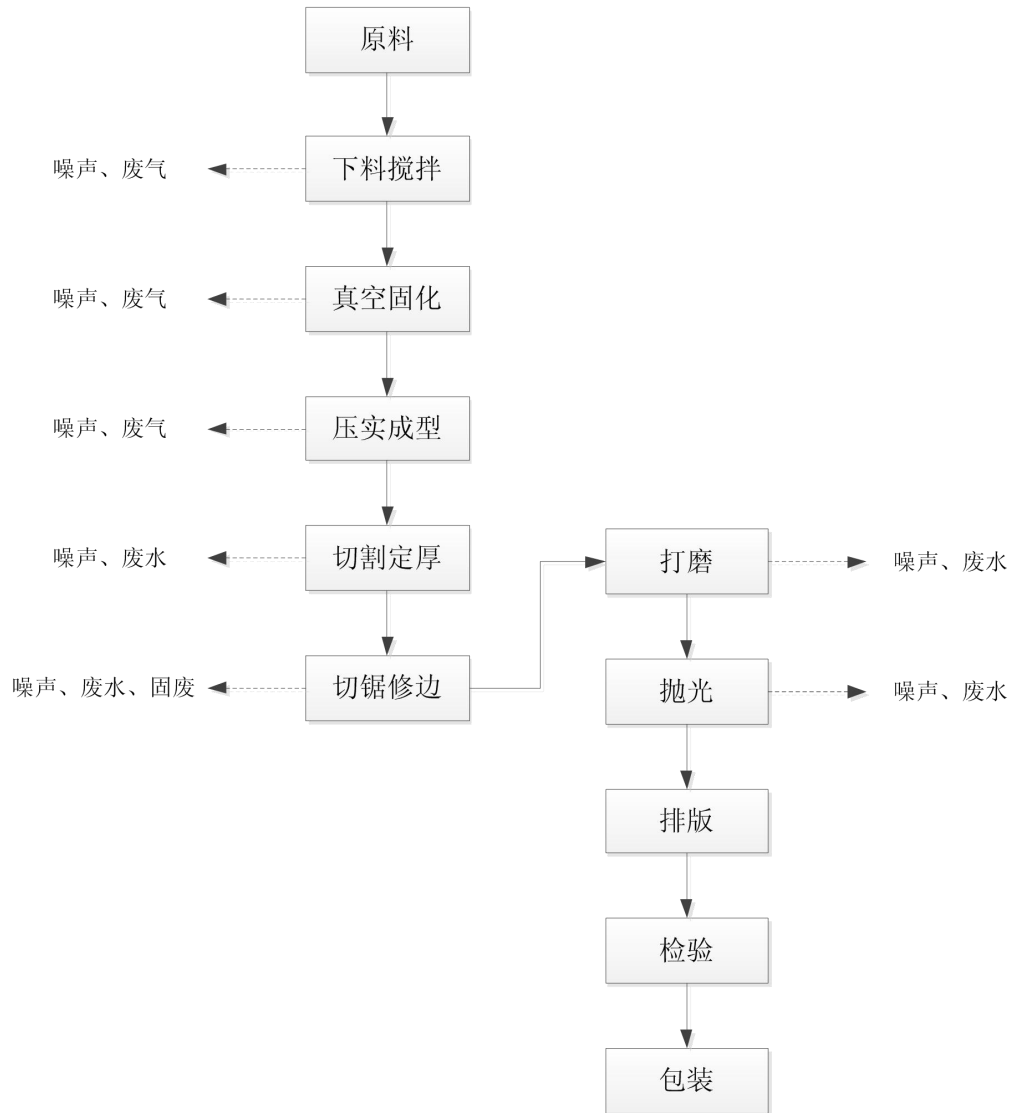 原料
噪声、废气
下料搅拌
噪声、废气
真空固化
噪声、废气
压实成型
噪声、废水
切割定厚
噪声、废水、固废
切锯修边
打磨
噪声、废水
抛光
噪声、废水
排版
检验
包装